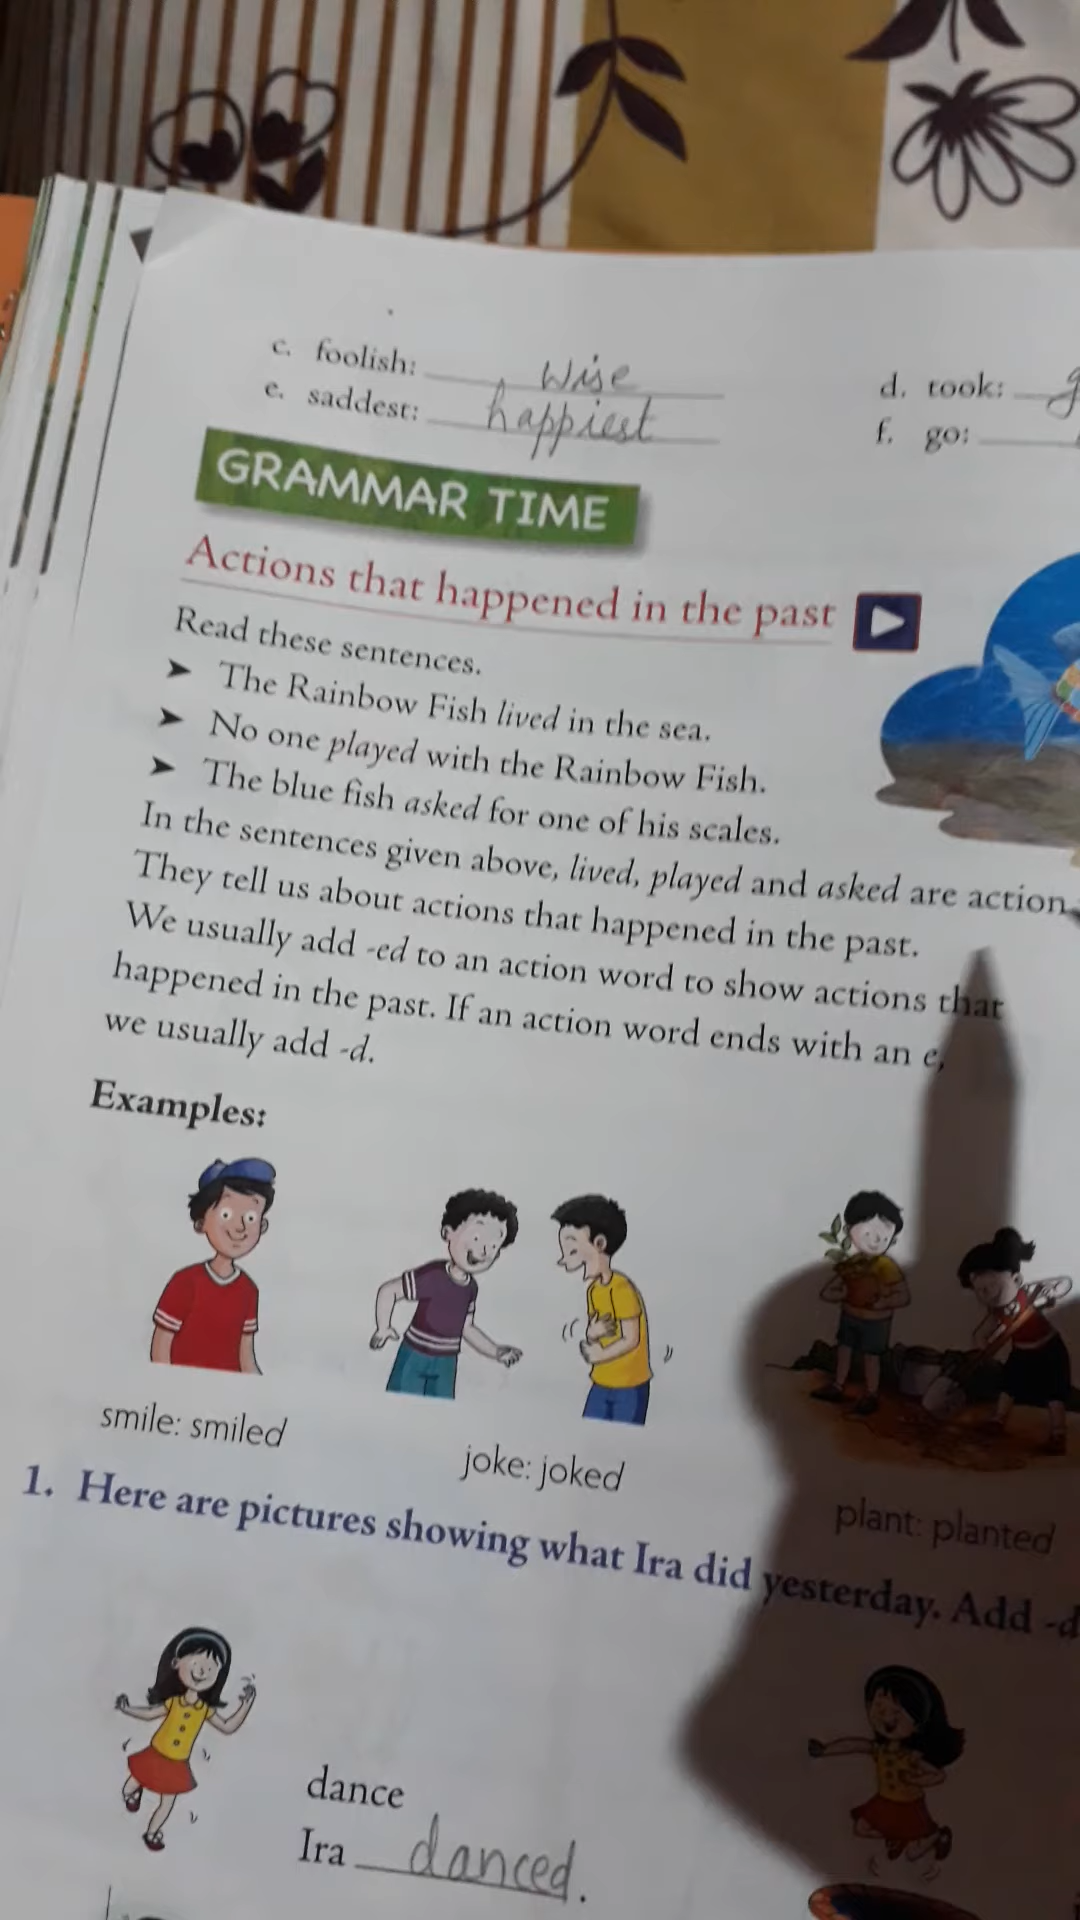 c. foolish: wise
d. took:
e. saddest: happiest
f. go:
GRAMMAR TIME
Actions that happened in the past
Read these sentences.
➤ The Rainbow Fish lived in the sea.
➤ No one played with the Rainbow Fish.
➤ The blue fish asked for one of his scales.
In the sentences given above, lived, played and asked are action
They tell us about actions that happened in the past.
We usually add -ed to an action word to show actions that
happened in the past. If an action word ends with an e,
we usually add -d.
Examples:
smile: smiled
joke: joked
plant: planted
1. Here are pictures showing what Ira did yesterday. Add -d
dance
Ira danced.